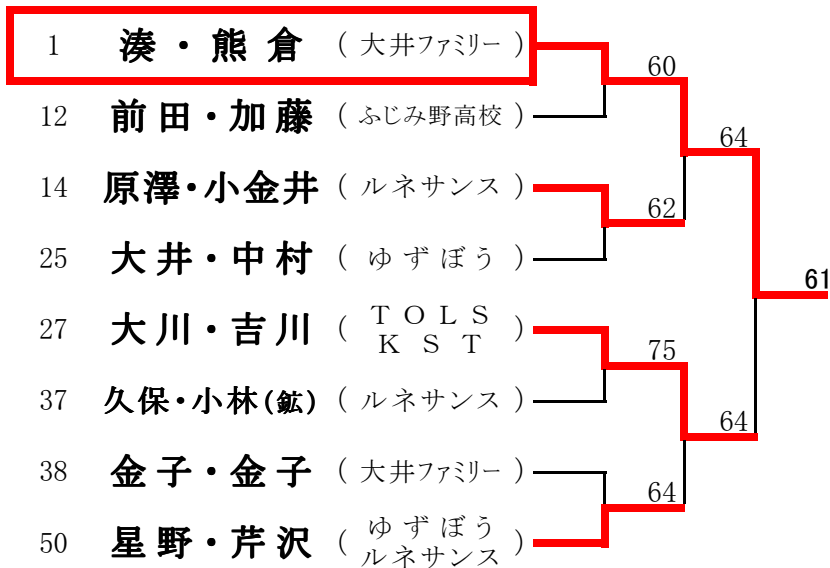 1 湊・熊倉 (大井ファミリー)
60
12 前田・加藤 (ふじみ野高校)
64
14 原澤・小金井 (ルネサンス)
62
25 大井・中村 (ゆずぼう)
61
27 大川・吉川 (TOLS KST)
75
37 久保・小林(鉱) (ルネサンス)
64
38 金子・金子 (大井ファミリー)
64
50 星野・芹沢 (ゆずぼう ルネサンス)